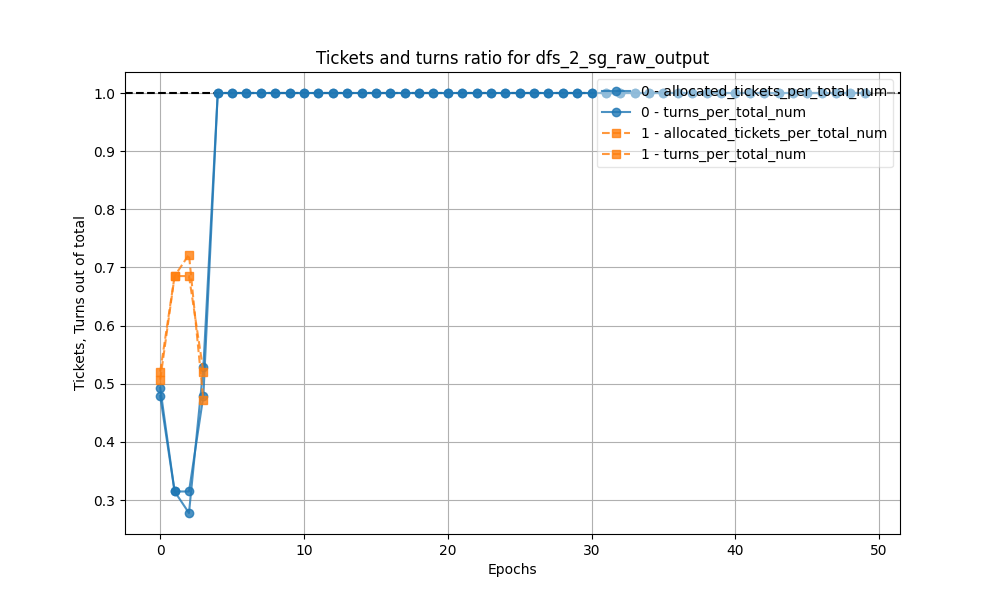 Tickets and turns ratio for dfs_2_sg_raw_output
1.0
0.9
0.8
0.7
0.6
0.5
0.4
0.3
Tickets, Turns out of total
0 - allocated_tickets_per_total_num
0 - turns_per_total_num
1 - allocated_tickets_per_total_num
1 - turns_per_total_num
0
10
20
30
40
50
Epochs